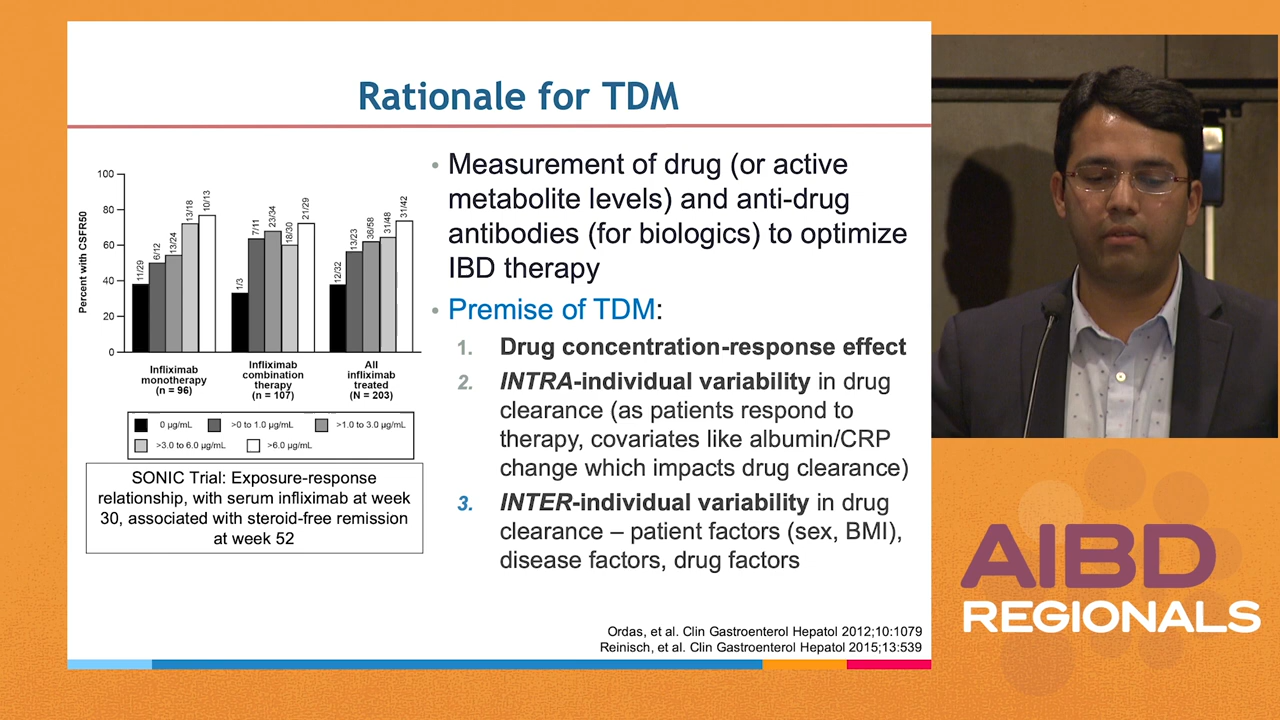 Rationale for TDM
Percent with CSFR50
100
80
60
40
20
0
11/29
6/12
13/24
13/18
10/13
1/3
7/11
23/34
18/30
21/29
12/32
13/23
36/58
31/48
31/42
Infliximab
monotherapy
(n = 96)
Infliximab
combination
therapy
(n = 107)
All
infliximab
treated
(N = 203)
0 µg/mL
>0 to 1.0 µg/mL
>1.0 to 3.0 µg/mL
>3.0 to 6.0 µg/mL
>6.0 µg/mL
SONIC Trial: Exposure-response
relationship, with serum infliximab at week
30, associated with steroid-free remission
at week 52
• Measurement of drug (or active
metabolite levels) and anti-drug
antibodies (for biologics) to optimize
IBD therapy
• Premise of TDM:
1. Drug concentration-response effect
2. INTRA-individual variability in drug
clearance (as patients respond to
therapy, covariates like albumin/CRP
change which impacts drug clearance)
3. INTER-individual variability in drug
clearance – patient factors (sex, BMI),
disease factors, drug factors
Ordas, et al. Clin Gastroenterol Hepatol 2012;10:1079
Reinisch, et al. Clin Gastroenterol Hepatol 2015;13:539
AIBD
REGIONALS